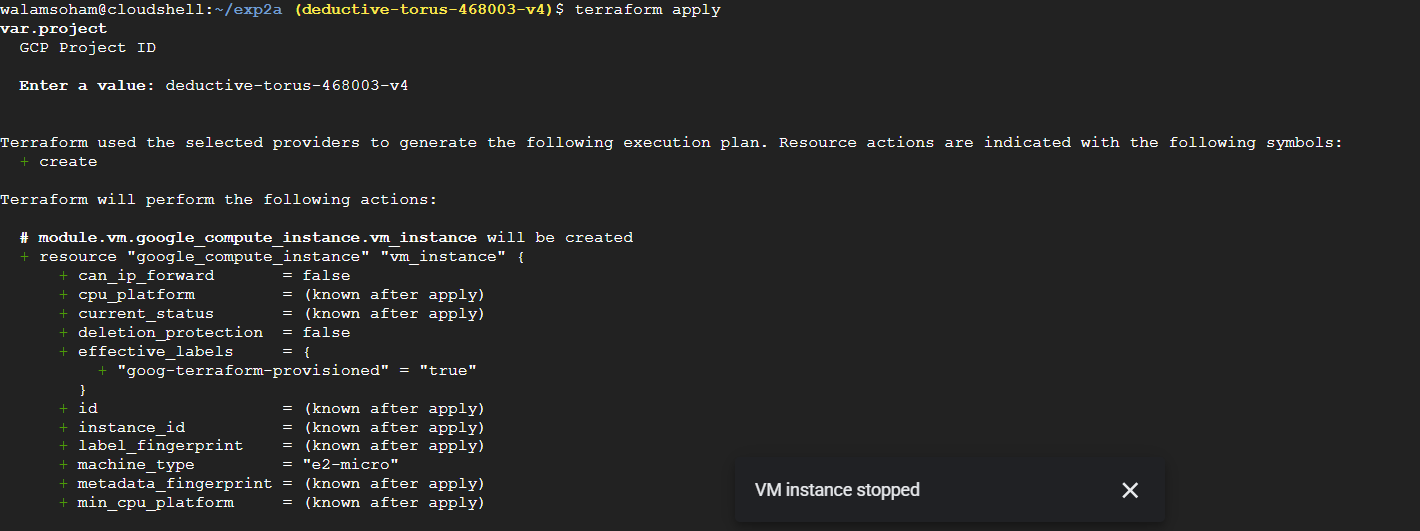 walamsoham@cloudshell:~/exp2a (deductive-torus-468003-v4)$ terraform apply
var.project
  GCP Project ID

  Enter a value: deductive-torus-468003-v4


Terraform used the selected providers to generate the following execution plan. Resource actions are indicated with the following symbols:
  + create

Terraform will perform the following actions:

  # module.vm.google_compute_instance.vm_instance will be created
  + resource "google_compute_instance" "vm_instance" {
      + can_ip_forward       = false
      + cpu_platform         = (known after apply)
      + current_status       = (known after apply)
      + deletion_protection  = false
      + effective_labels     = {
          + "goog-terraform-provisioned" = "true"
        }
      + id                   = (known after apply)
      + instance_id          = (known after apply)
      + label_fingerprint    = (known after apply)
      + machine_type         = "e2-micro"
      + metadata_fingerprint = (known after apply)
      + min_cpu_platform     = (known after apply)
VM instance stopped